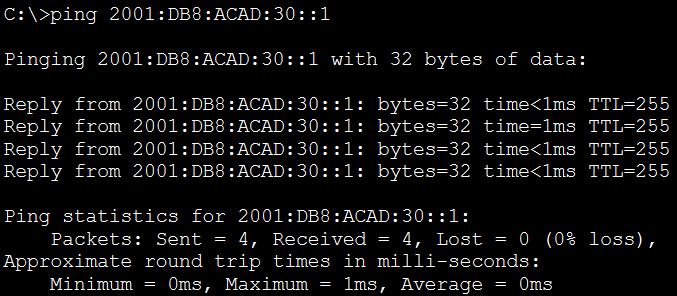 C:\>ping 2001:DB8:ACAD:30::1
Pinging 2001:DB8:ACAD:30::1 with 32 bytes of data:
Reply from 2001:DB8:ACAD:30::1: bytes=32 time<1ms TTL=255
Reply from 2001:DB8:ACAD:30::1: bytes=32 time=1ms TTL=255
Reply from 2001:DB8:ACAD:30::1: bytes=32 time<1ms TTL=255
Reply from 2001:DB8:ACAD:30::1: bytes=32 time<1ms TTL=255
Ping statistics for 2001:DB8:ACAD:30::1:
    Packets: Sent = 4, Received = 4, Lost = 0 (0% loss),
Approximate round trip times in milli-seconds:
    Minimum = 0ms, Maximum = 1ms, Average = 0ms